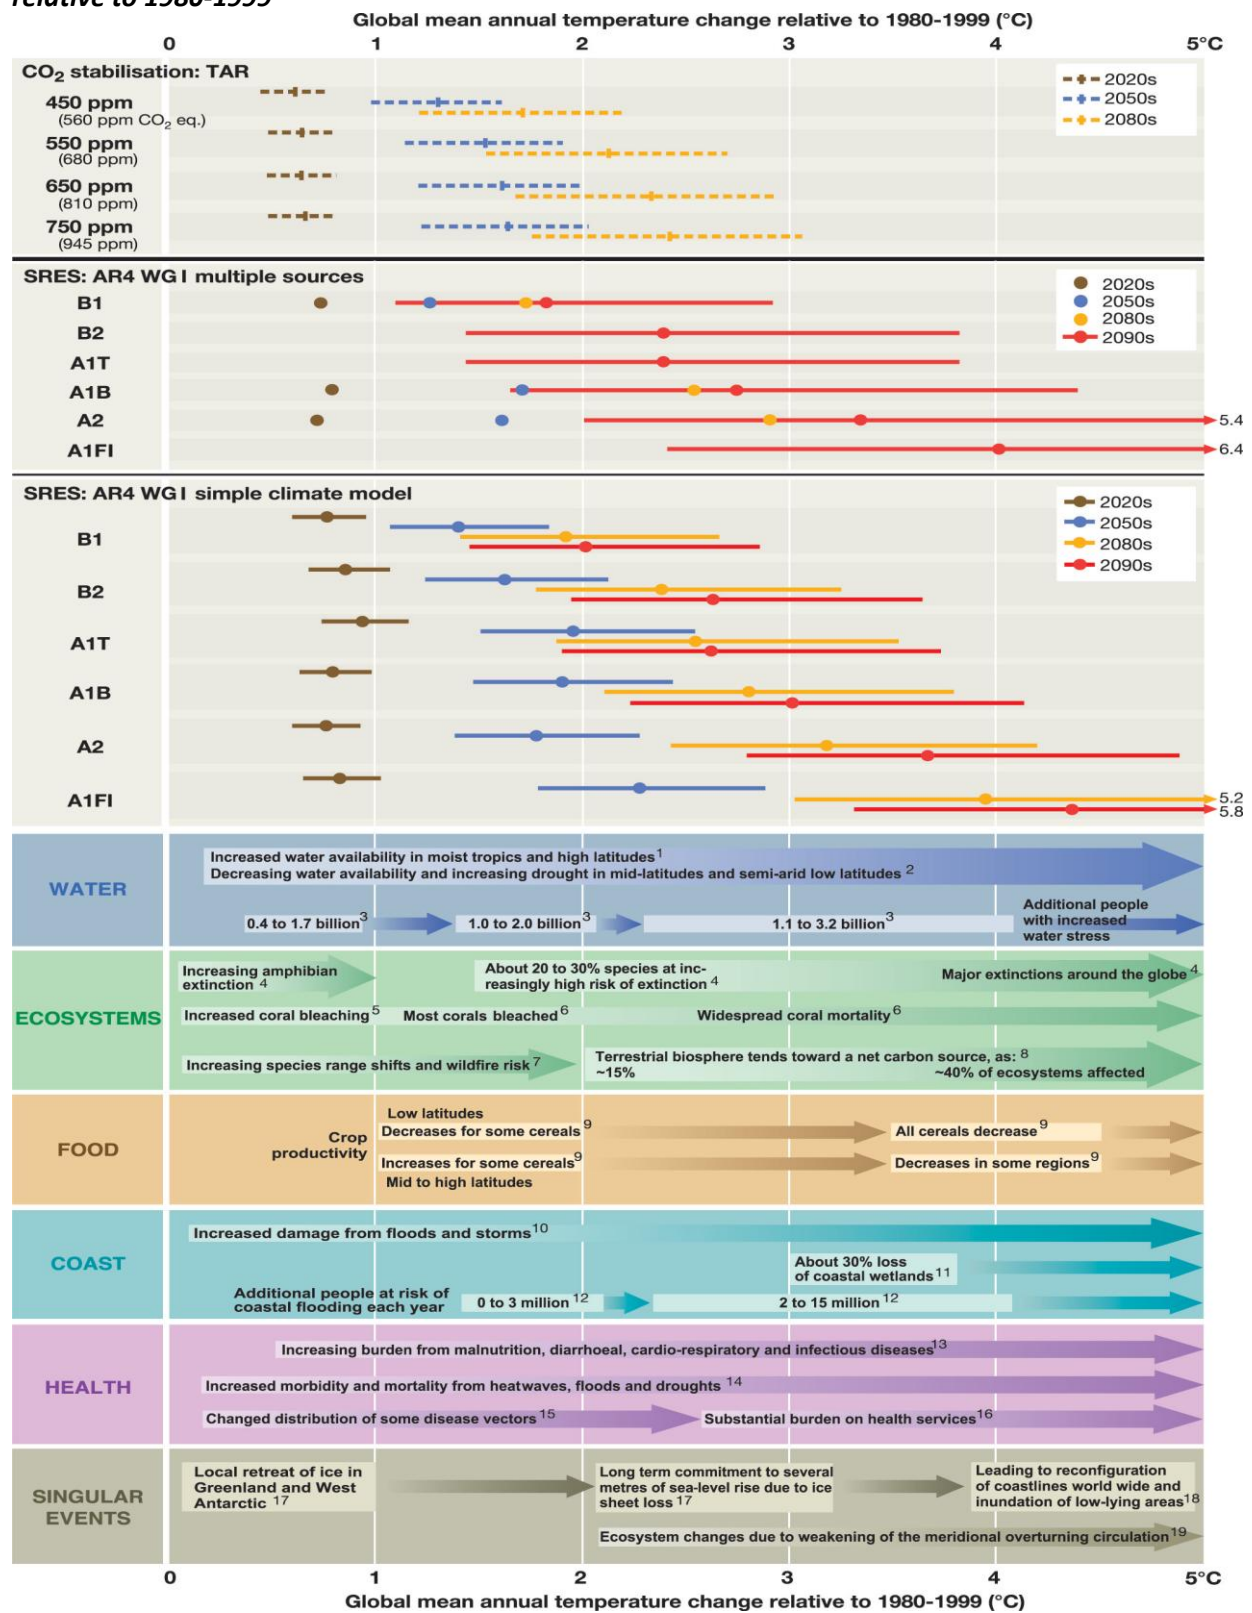 relative to 1980-1999
Global mean annual temperature change relative to 1980-1999 (°C)
0 1 2 3 4 5°C
CO2 stabilisation: TAR
450 ppm
(560 ppm CO2 eq.)
550 ppm
(680 ppm)
650 ppm
(810 ppm)
750 ppm
(945 ppm)
2020s
2050s
2080s
SRES: AR4 WG I multiple sources
B1
B2
A1T
A1B
A2
A1FI
2020s
2050s
2080s
2090s
5.4
6.4
SRES: AR4 WG I simple climate model
B1
B2
A1T
A1B
A2
A1FI
2020s
2050s
2080s
2090s
5.2
5.8
WATER
Increased water availability in moist tropics and high latitudes 1
Decreasing water availability and increasing drought in mid-latitudes and semi-arid low latitudes 2
0.4 to 1.7 billion 3
1.0 to 2.0 billion 3
1.1 to 3.2 billion 3
Additional people
with increased
water stress
ECOSYSTEMS
Increasing amphibian
extinction 4
About 20 to 30% species at inc-
reasingly high risk of extinction 4
Major extinctions around the globe 4
Increased coral bleaching 5
Most corals bleached 6
Widespread coral mortality 6
Increasing species range shifts and wildfire risk 7
Terrestrial biosphere tends toward a net carbon source, as: 8
~15%
~40% of ecosystems affected
FOOD
Crop
productivity
Low latitudes
Decreases for some cereals 9
All cereals decrease 9
Increases for some cereals 9
Mid to high latitudes
Decreases in some regions 9
COAST
Increased damage from floods and storms 10
About 30% loss
of coastal wetlands 11
Additional people at risk of
coastal flooding each year
0 to 3 million 12
2 to 15 million 12
HEALTH
Increasing burden from malnutrition, diarrhoeal, cardio-respiratory and infectious diseases 13
Increased morbidity and mortality from heatwaves, floods and droughts 14
Changed distribution of some disease vectors 15
Substantial burden on health services 16
SINGULAR
EVENTS
Local retreat of ice in
Greenland and West
Antarctic 17
Long term commitment to several
metres of sea-level rise due to ice
sheet loss 17
Leading to reconfiguration
of coastlines world wide and
inundation of low-lying areas 18
Ecosystem changes due to weakening of the meridional overturning circulation 19
0 1 2 3 4 5°C
Global mean annual temperature change relative to 1980-1999 (°C)